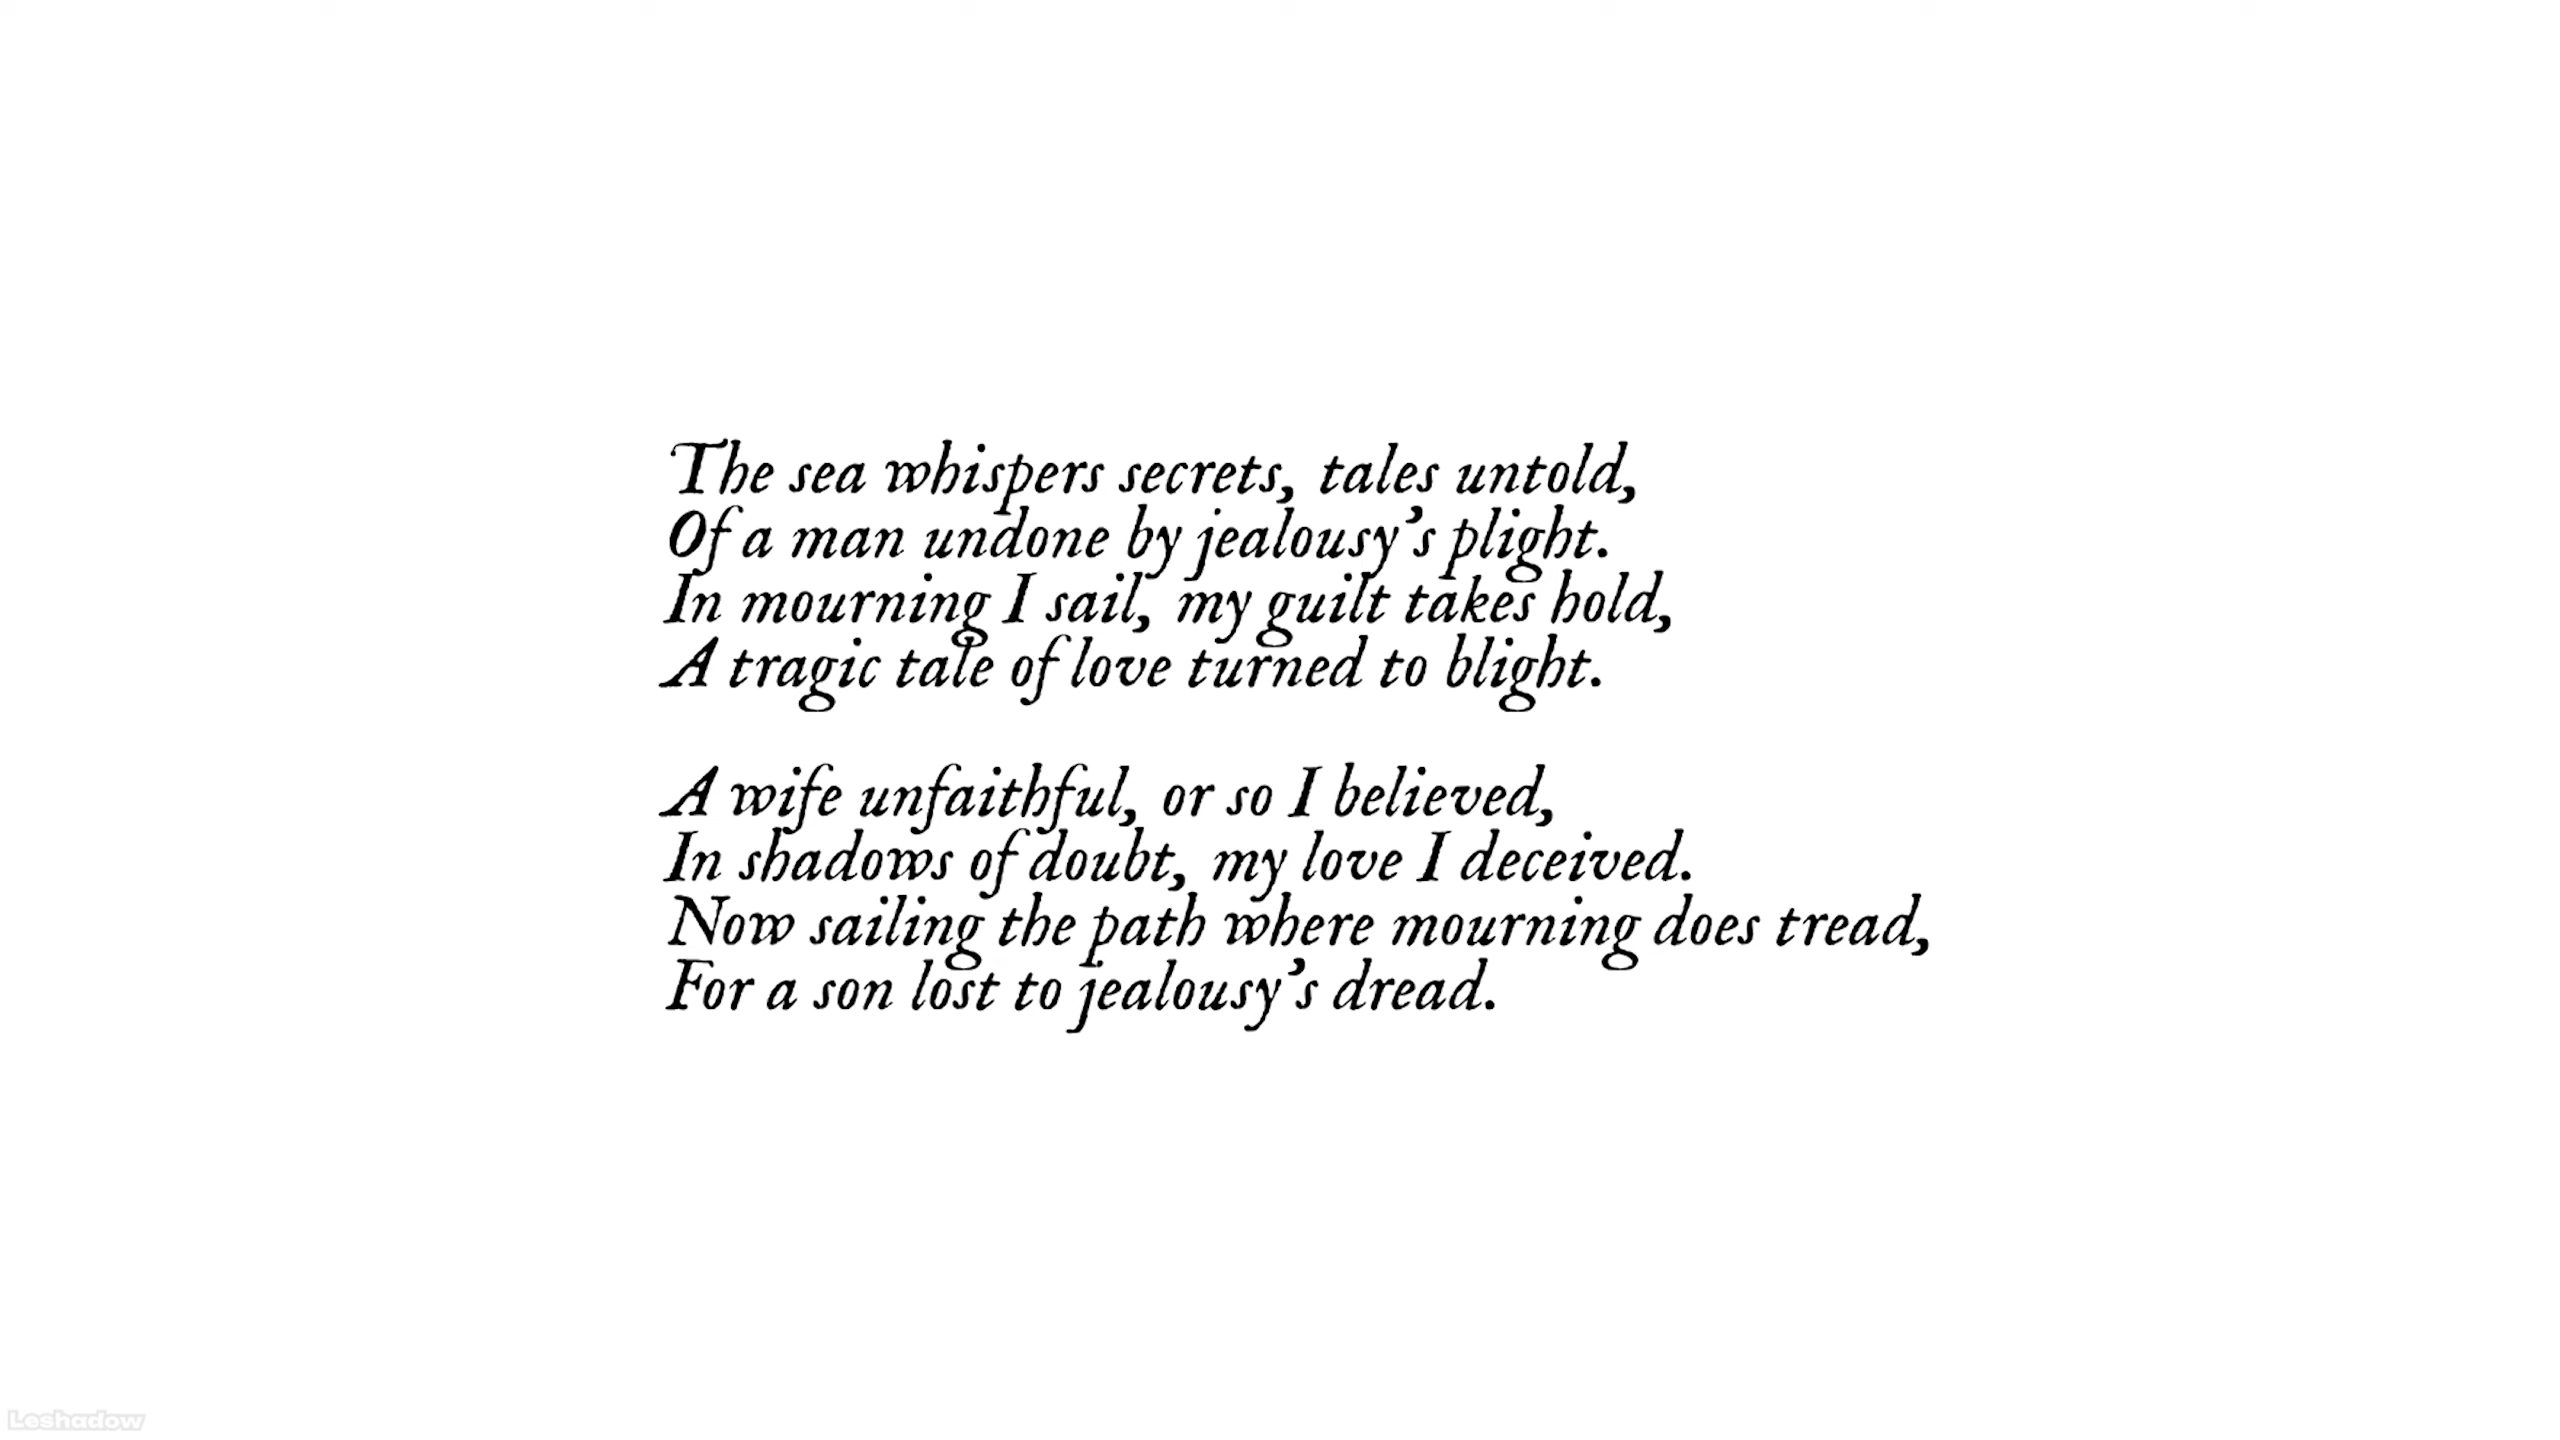 The sea whispers secrets, tales untold,
Of a man undone by jealousy’s plight.
In mourning I sail, my guilt takes hold,
A tragic tale of love turned to blight.
A wife unfaithful, or so I believed,
In shadows of doubt, my love I deceived.
Now sailing the path where mourning does tread,
For a son lost to jealousy’s dread.
Leshadow